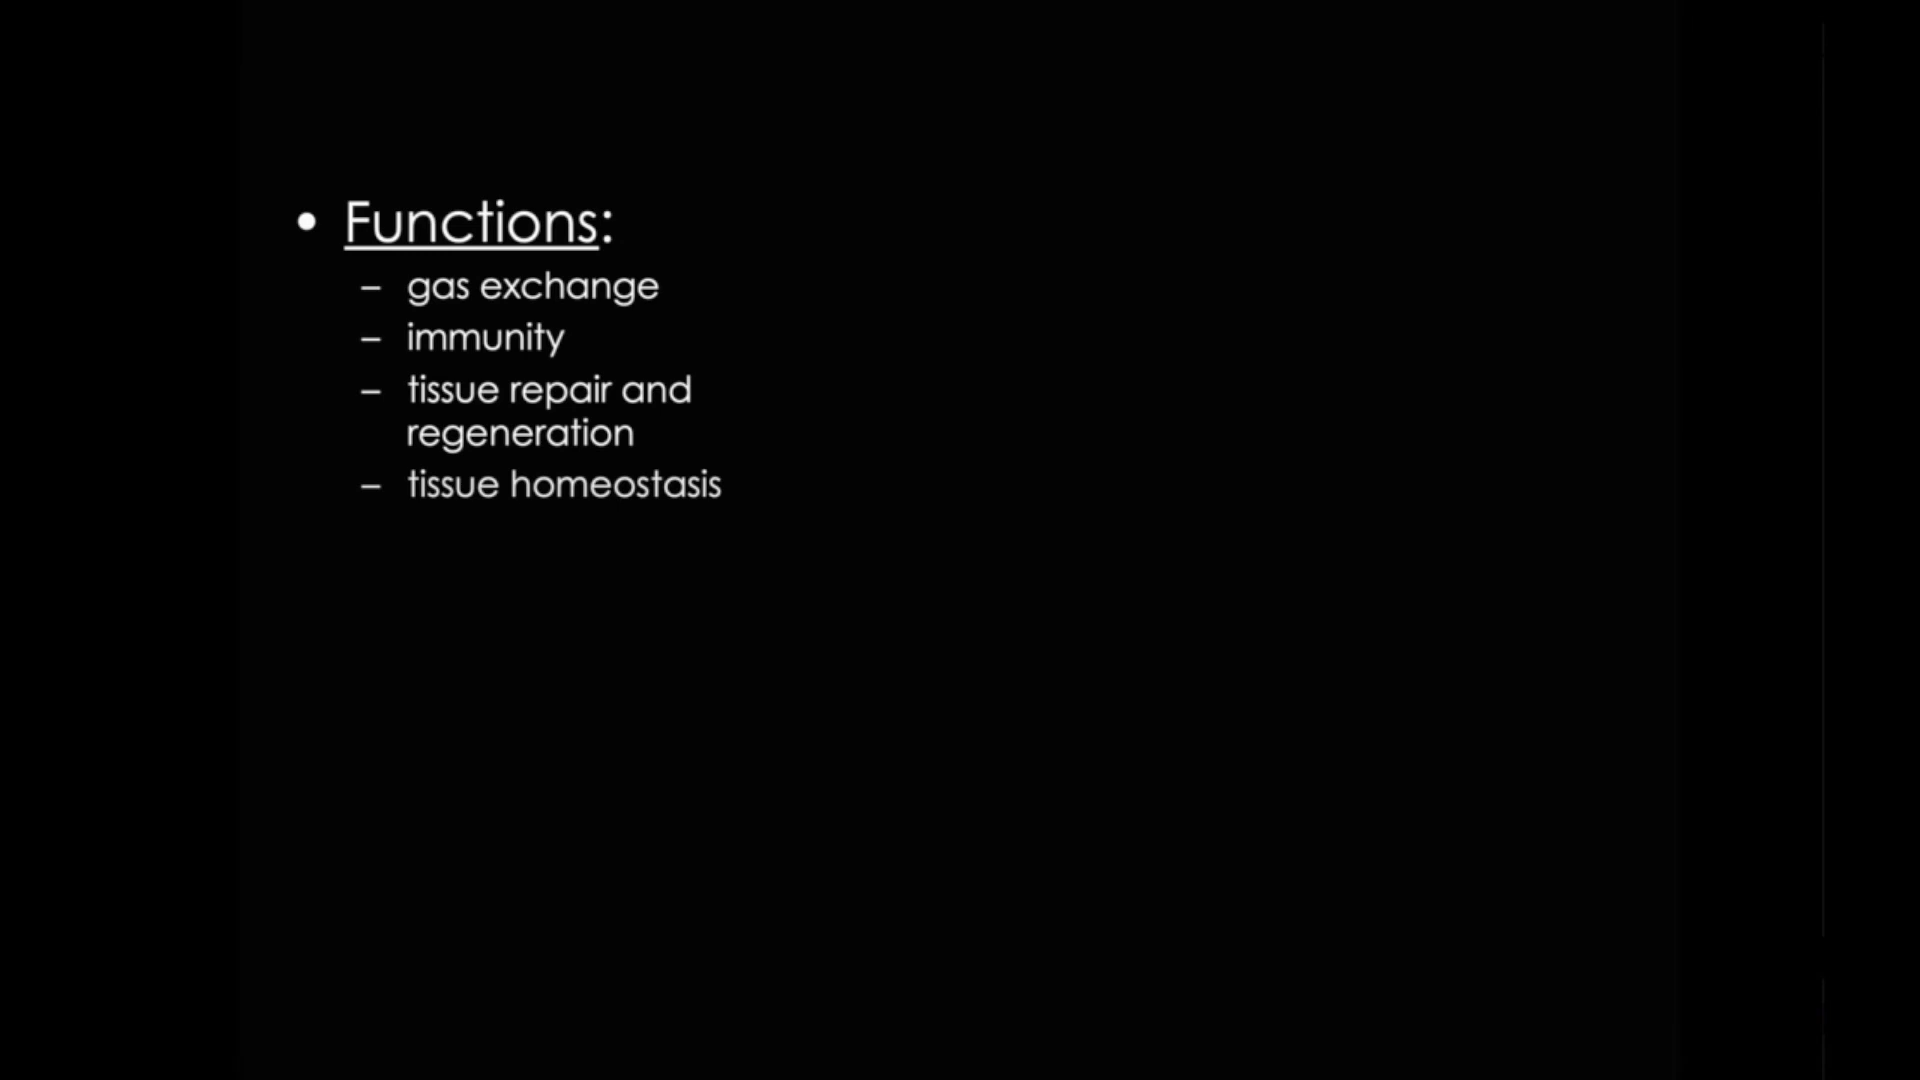 • Functions:
– gas exchange
– immunity
– tissue repair and
regeneration
– tissue homeostasis